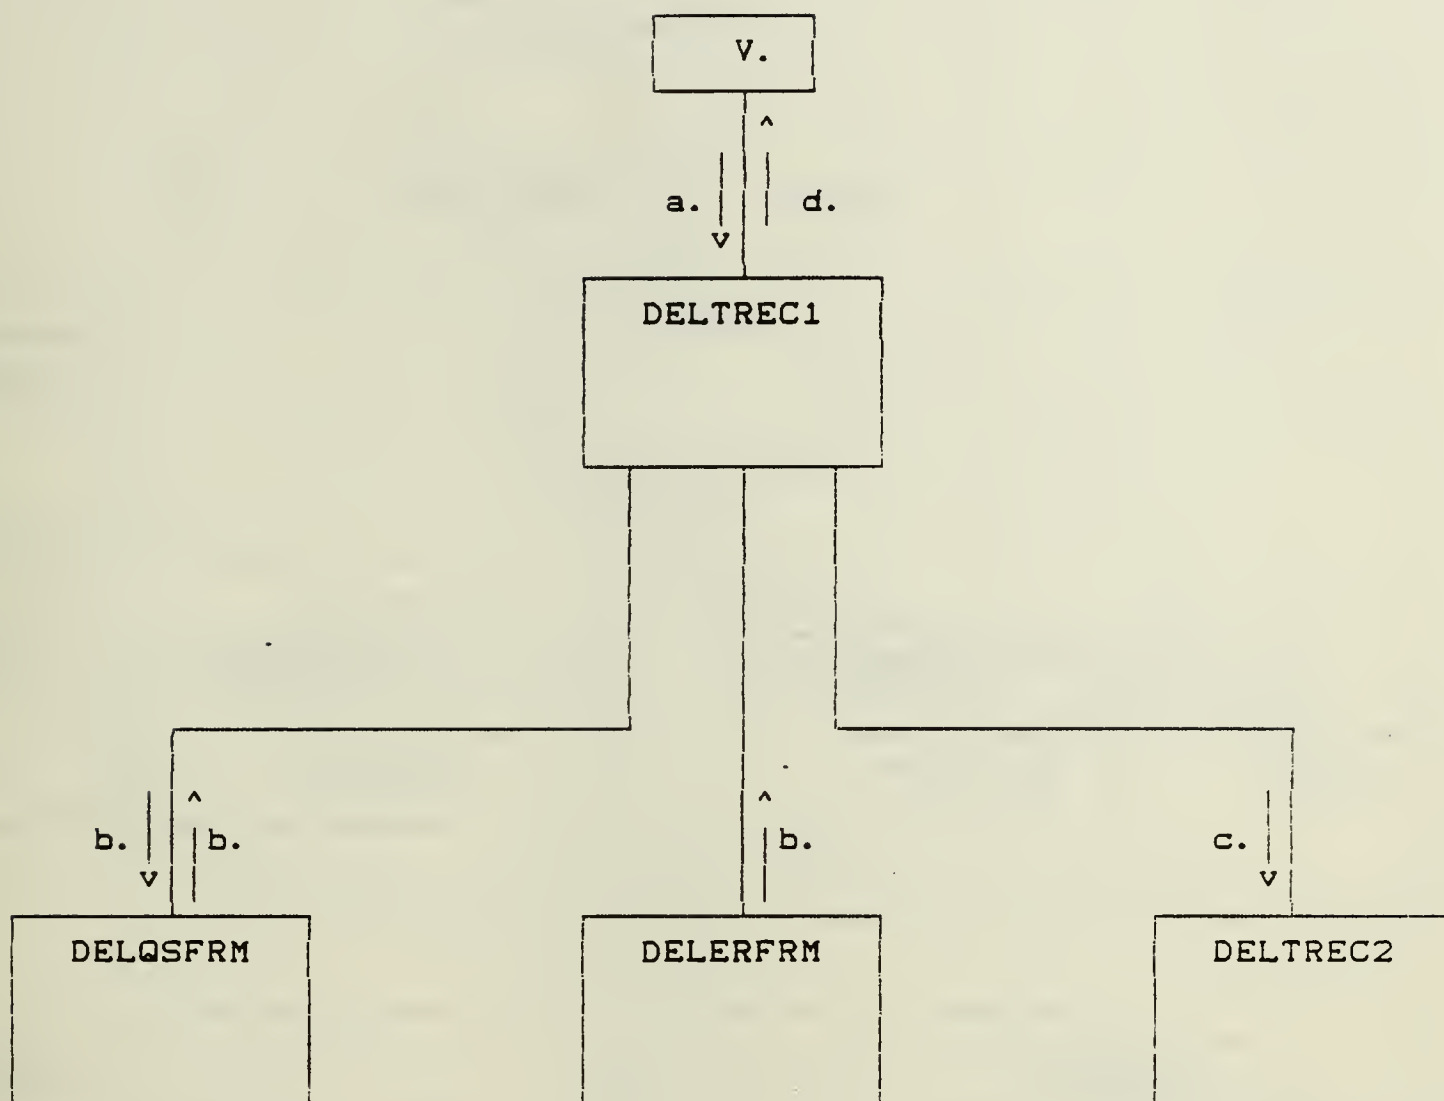 V.
a. d.
DELTREC1
b. b. b. c.
DELQSFRM DELERFRM DELTREC2